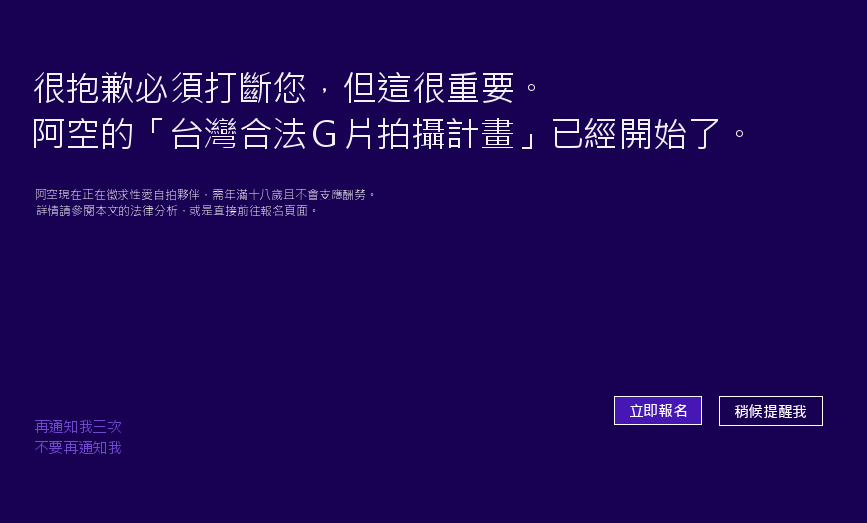 很抱歉必須打斷您，但這很重要。
阿空的「台灣合法Ｇ片拍攝計畫」已經開始了。
阿空現在正在徵求性愛自拍夥伴，需年滿十八歲且不會支應酬勞。
詳情請參閱本文的法律分析，或是直接前往報名頁面。
立即報名
稍候提醒我
再通知我三次
不要再通知我